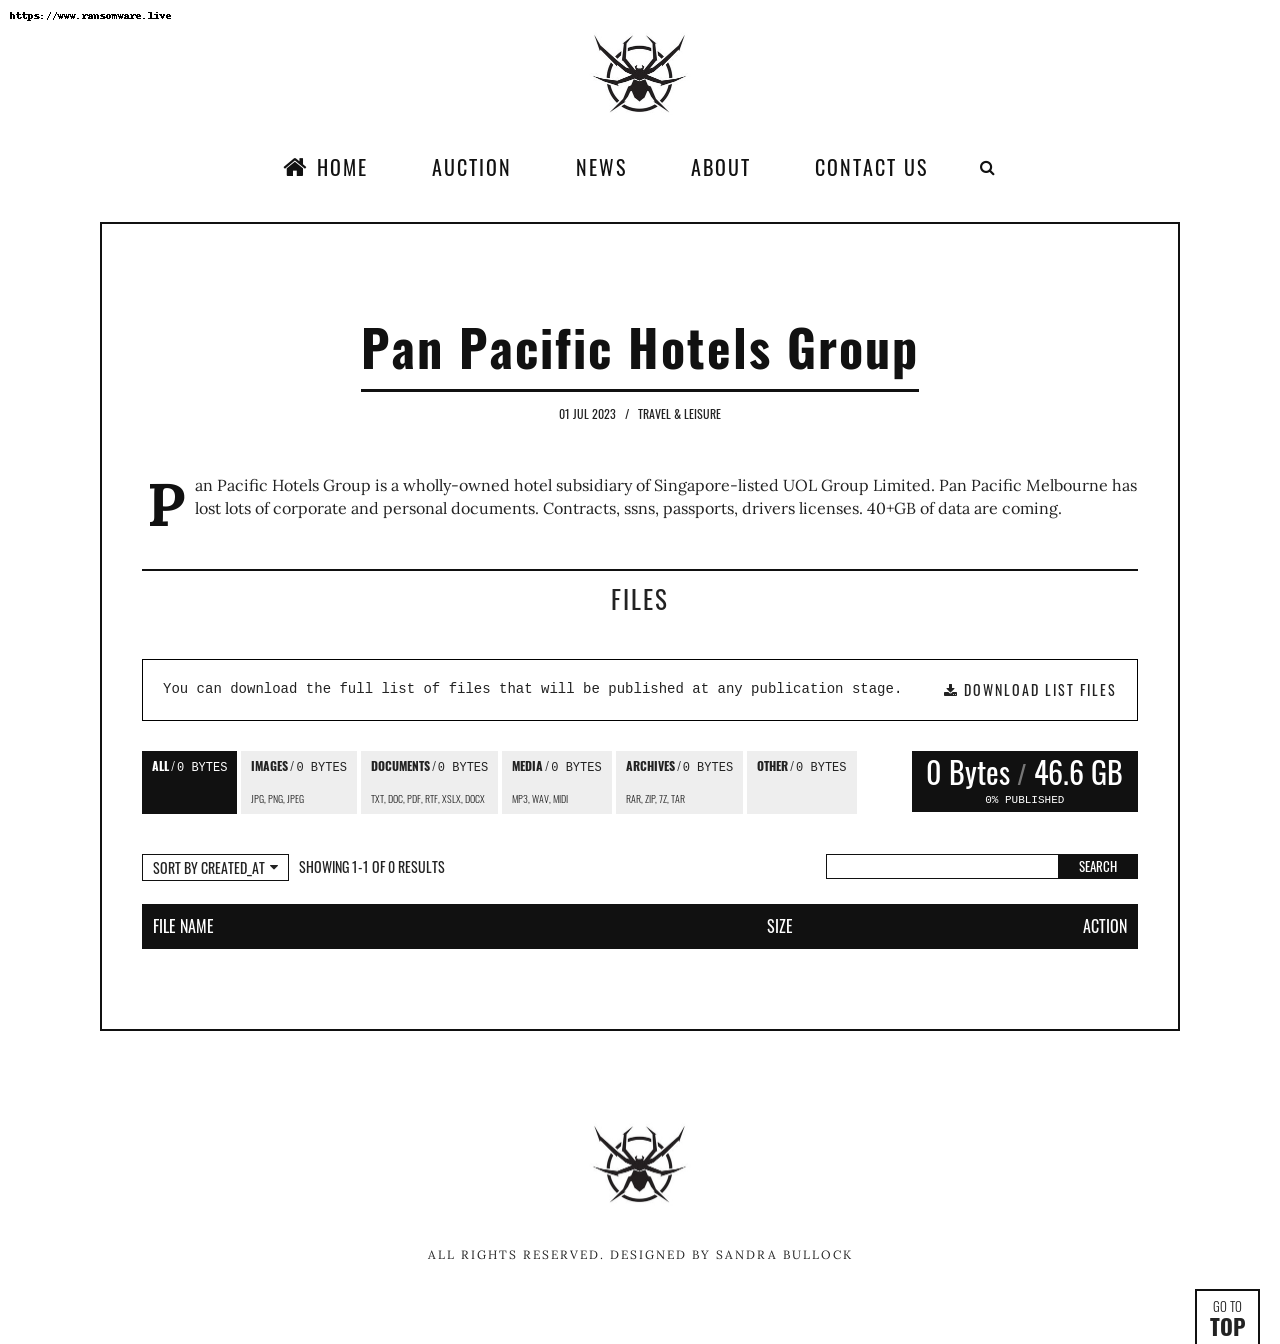 https://www.ransomware.live
HOME AUCTION NEWS ABOUT CONTACT US
Pan Pacific Hotels Group
01 JUL 2023 / TRAVEL & LEISURE
Pan Pacific Hotels Group is a wholly-owned hotel subsidiary of Singapore-listed UOL Group Limited. Pan Pacific Melbourne has
lost lots of corporate and personal documents. Contracts, ssns, passports, drivers licenses. 40+GB of data are coming.
FILES
You can download the full list of files that will be published at any publication stage. DOWNLOAD LIST FILES
ALL / 0 BYTES IMAGES / 0 BYTES DOCUMENTS / 0 BYTES MEDIA / 0 BYTES ARCHIVES / 0 BYTES OTHER / 0 BYTES 0 Bytes / 46.6 GB
JPG, PNG, JPEG TXT, DOC, PDF, RTF, XSLX, DOCX MP3, WAV, MIDI RAR, ZIP, 7Z, TAR 0% PUBLISHED
SORT BY CREATED_AT SHOWING 1-1 OF 0 RESULTS SEARCH
FILE NAME SIZE ACTION
ALL RIGHTS RESERVED. DESIGNED BY SANDRA BULLOCK
GO TO
TOP